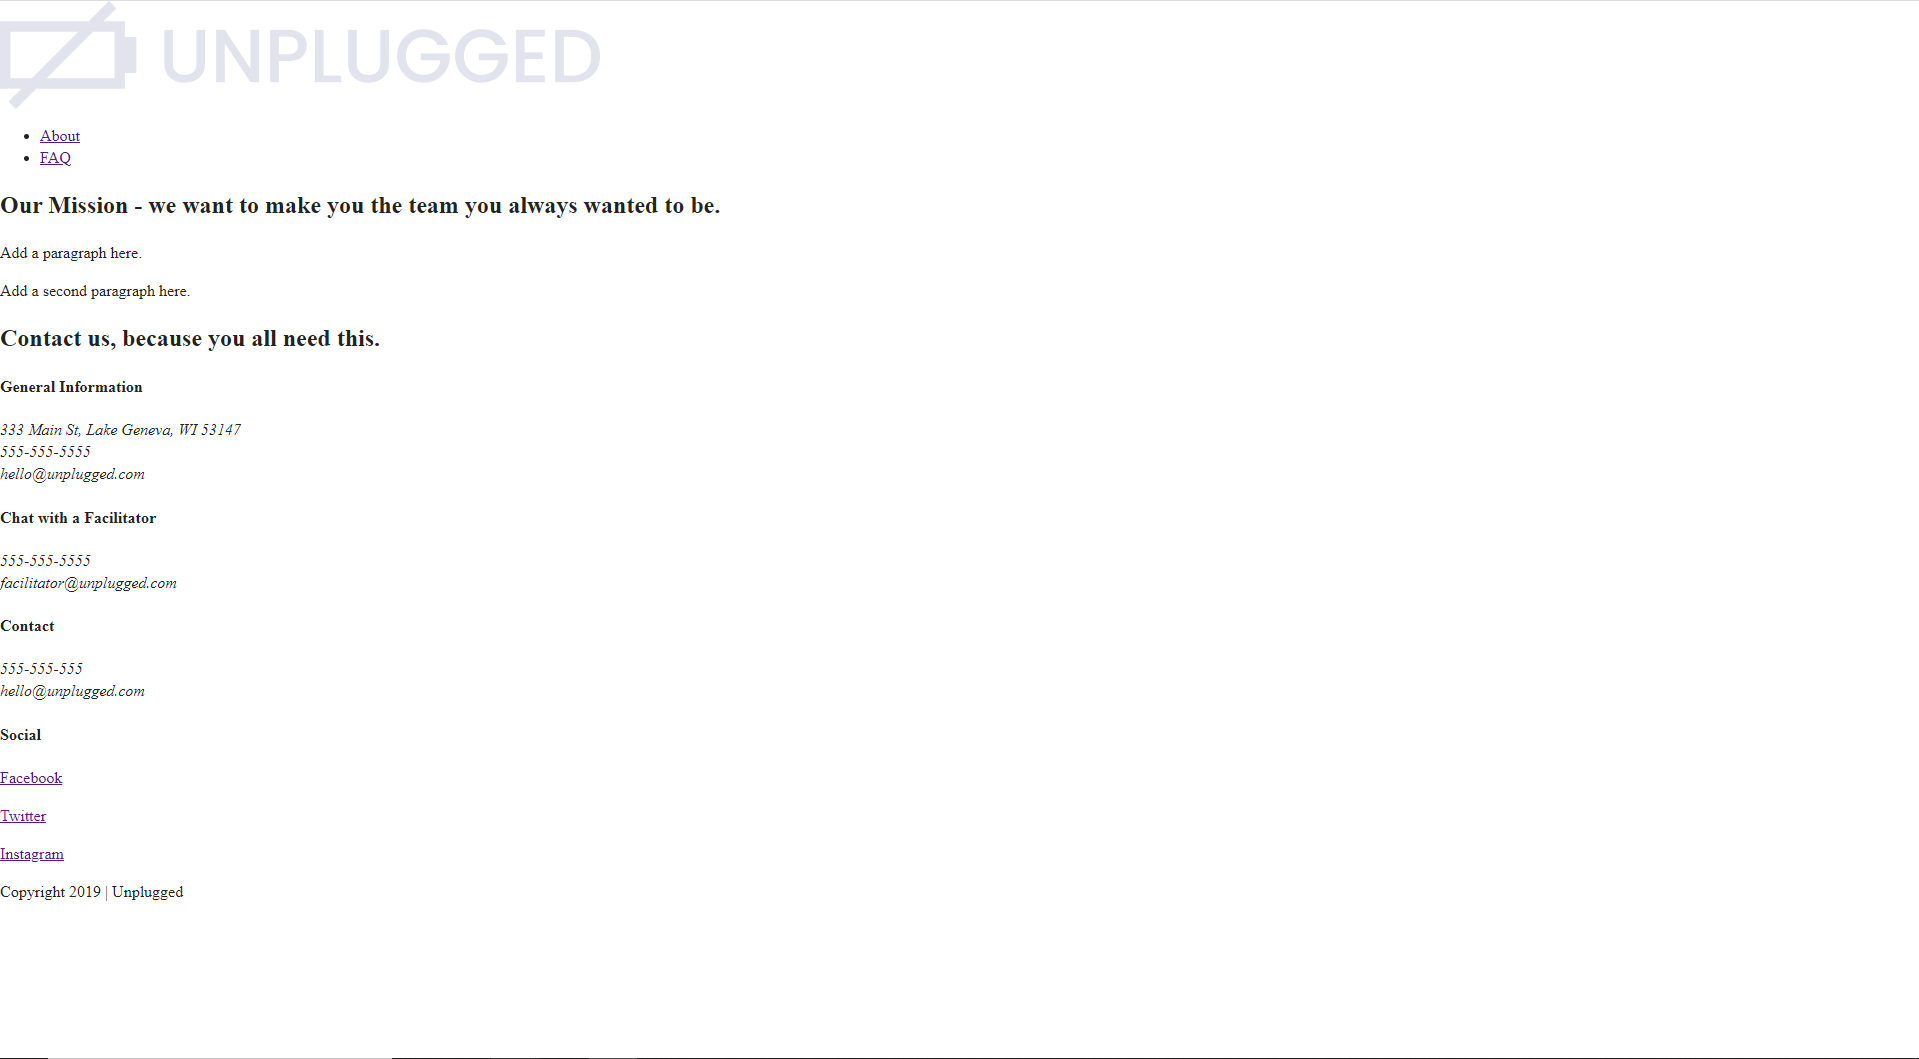 UNPLUGGED
About
FAQ
Our Mission - we want to make you the team you always wanted to be.
Add a paragraph here.
Add a second paragraph here.
Contact us, because you all need this.
General Information
333 Main St, Lake Geneva, WI 53147
555-555-5555
hello@unplugged.com
Chat with a Facilitator
555-555-5555
facilitator@unplugged.com
Contact
555-555-555
hello@unplugged.com
Social
Facebook
Twitter
Instagram
Copyright 2019 | Unplugged